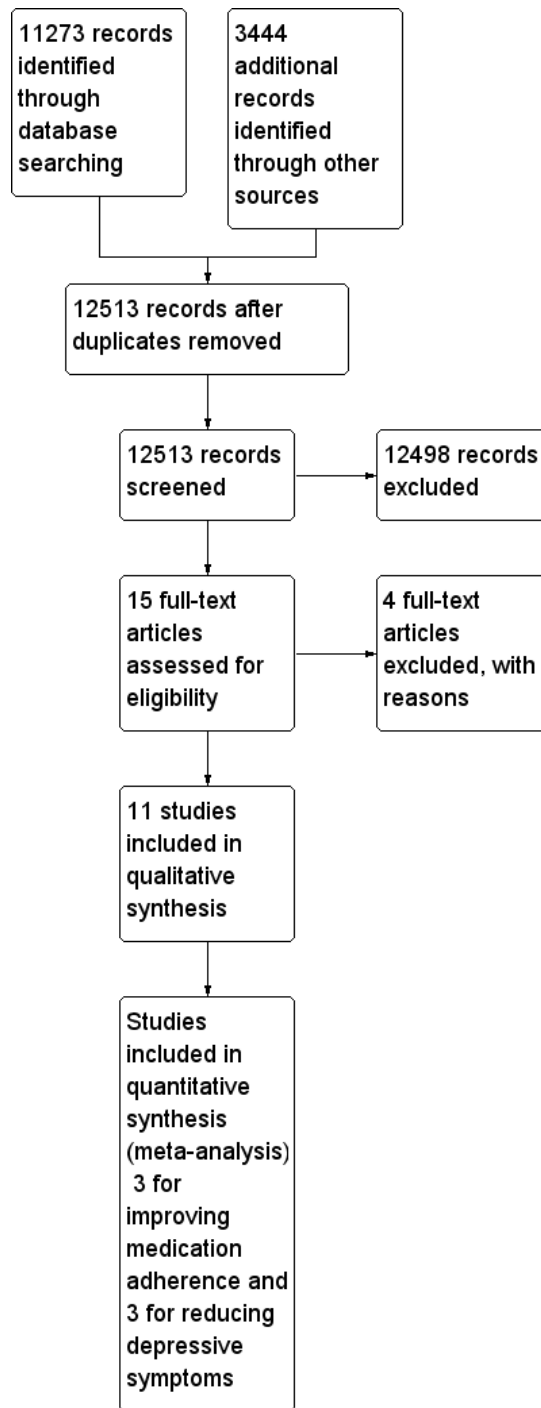 11273 records
identified
through
database
searching
3444
additional
records
identified
through other
sources
12513 records after
duplicates removed
12513 records
screened
12498 records
excluded
15 full-text
articles
assessed for
eligibility
4 full-text
articles
excluded, with
reasons
11 studies
included in
qualitative
synthesis
Studies
included in
quantitative
synthesis
(meta-analysis)
3 for
improving
medication
adherence and
3 for reducing
depressive
symptoms